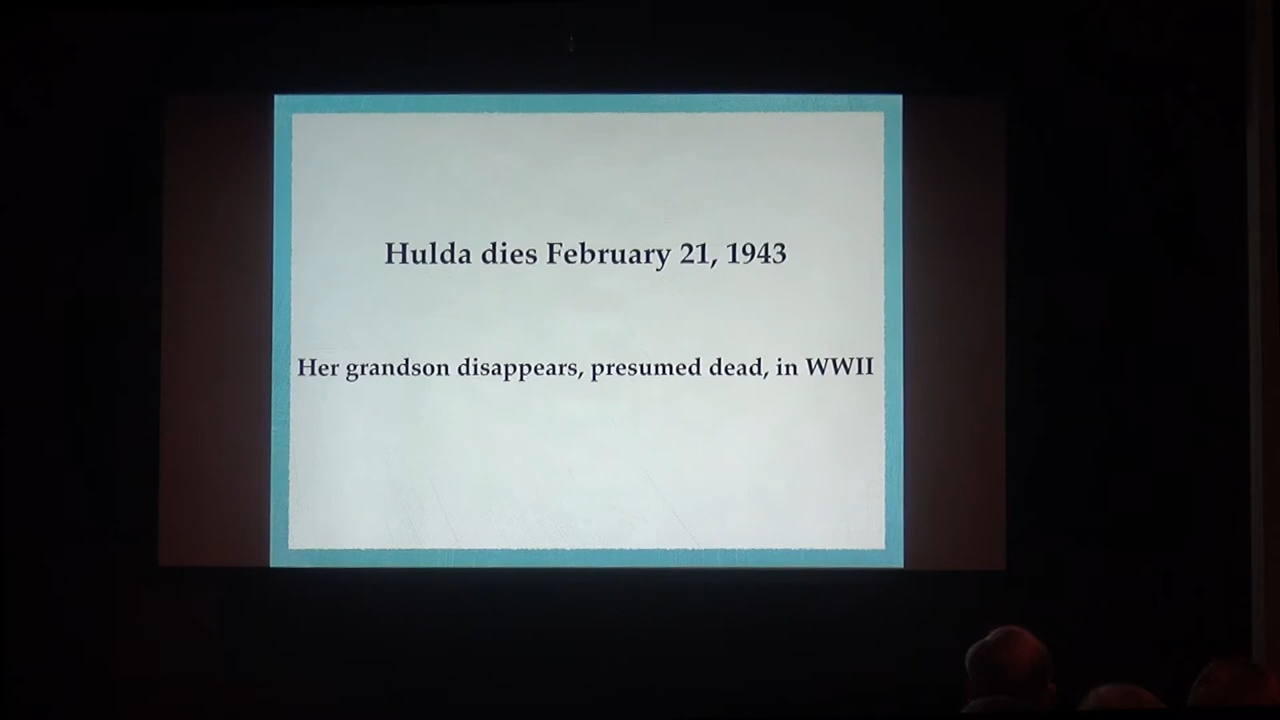 Hulda dies February 21, 1943
Her grandson disappears, presumed dead, in WWII